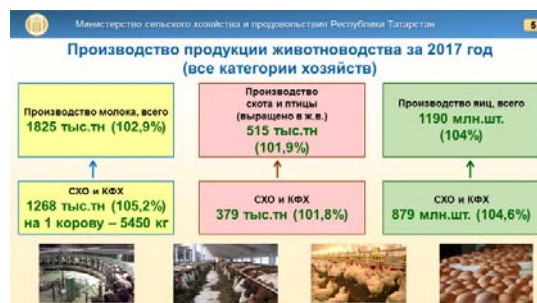 Министерство сельского хозяйства и продовольствия Республики Татарстан
5
Производство продукции животноводства за 2017 год
(все категории хозяйств)
Производство молока, всего
1825 тыс.тн (102,9%)
Производство
скота и птицы
(выращено в ж.в.)
515 тыс.тн
(101,9%)
Производство яиц, всего
1190 млн.шт.
(104%)
СХО и КФХ
1268 тыс.тн (105,2%)
на 1 корову – 5450 кг
СХО и КФХ
379 тыс.тн (101,8%)
СХО и КФХ
879 млн.шт. (104,6%)